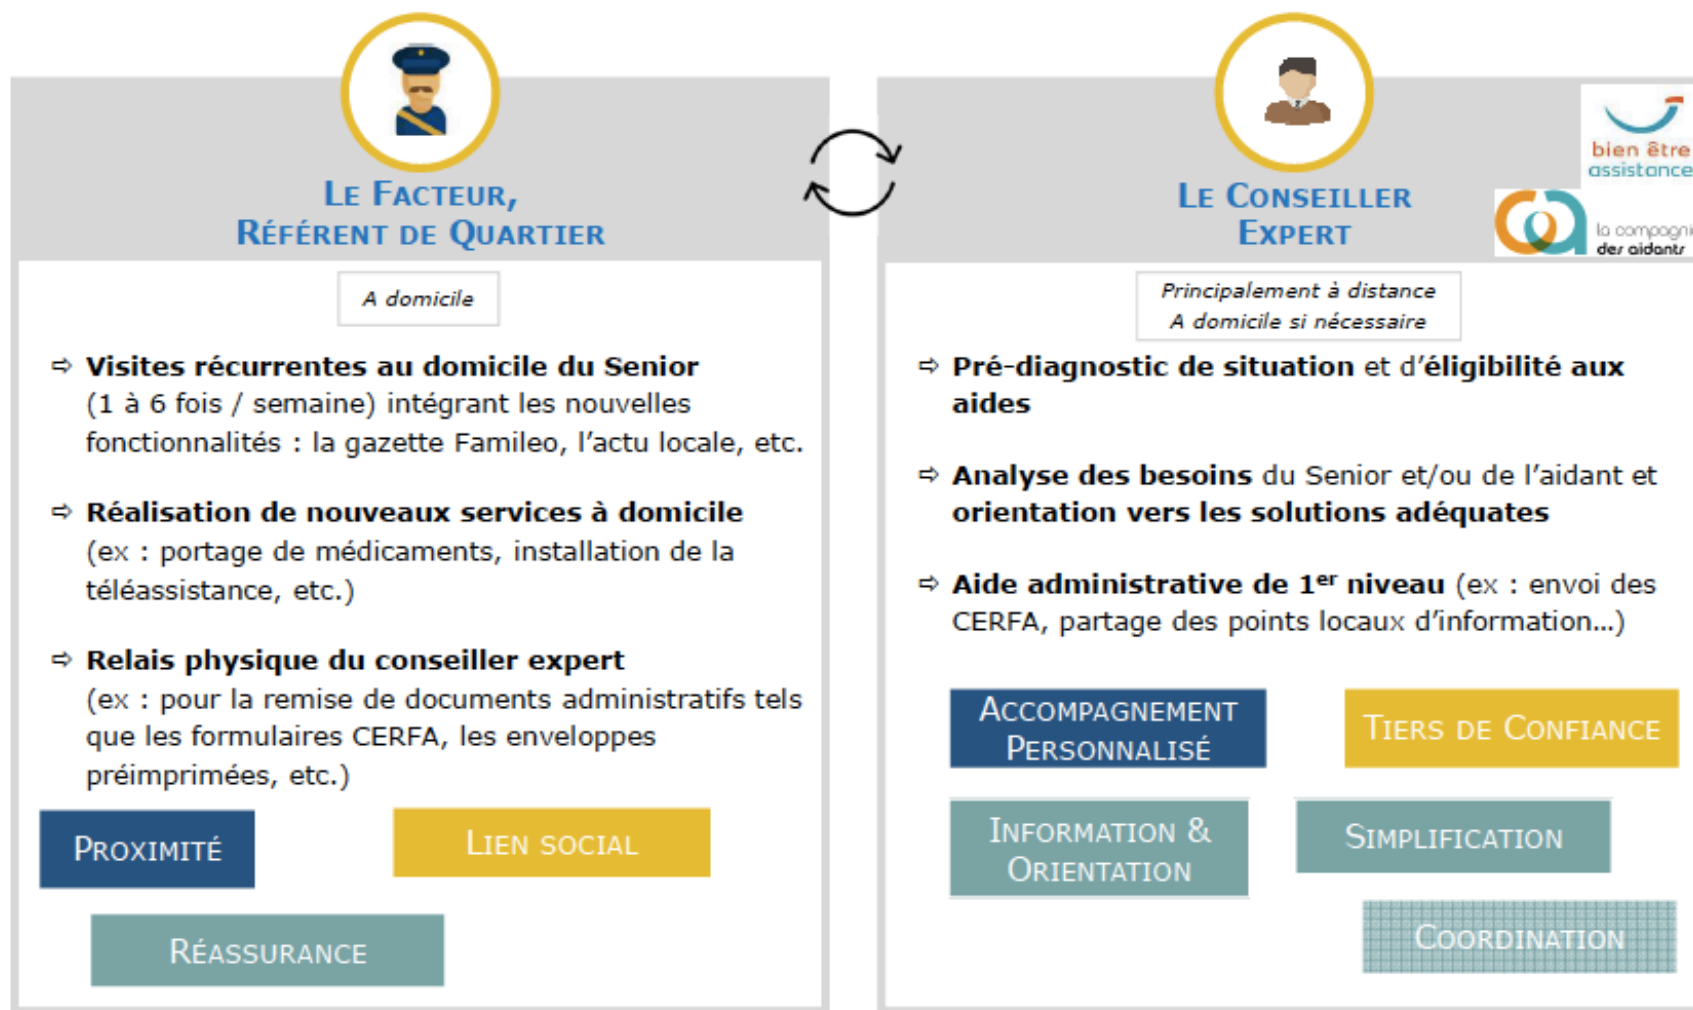 LE FACTEUR,
RÉFÉRENT DE QUARTIER
A domicile
⇨ Visites récurrentes au domicile du Senior
(1 à 6 fois / semaine) intégrant les nouvelles
fonctionnalités : la gazette Famileo, l'actu locale, etc.
⇨ Réalisation de nouveaux services à domicile
(ex : portage de médicaments, installation de la
téléassistance, etc.)
⇨ Relais physique du conseiller expert
(ex : pour la remise de documents administratifs tels
que les formulaires CERFA, les enveloppes
préimprimées, etc.)
PROXIMITÉ
LIEN SOCIAL
RÉASSURANCE
LE CONSEILLER
EXPERT
bien être
assistance
la compagnie
des aidants
Principalement à distance
A domicile si nécessaire
⇨ Pré-diagnostic de situation et d'éligibilité aux
aides
⇨ Analyse des besoins du Senior et/ou de l'aidant et
orientation vers les solutions adéquates
⇨ Aide administrative de 1er niveau (ex : envoi des
CERFA, partage des points locaux d'information...)
ACCOMPAGNEMENT
PERSONNALISÉ
TIERS DE CONFIANCE
INFORMATION &
ORIENTATION
SIMPLIFICATION
COORDINATION